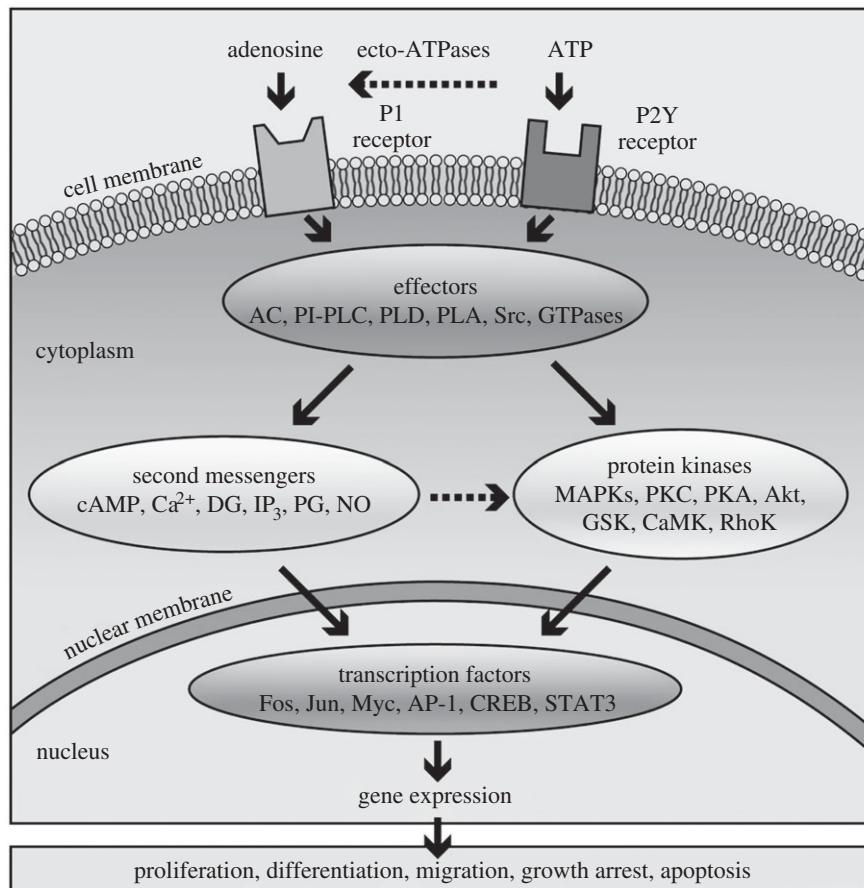 adenosine ecto-ATPases ATP
P1
receptor
P2Y
receptor
cell membrane
effectors
AC, PI-PLC, PLD, PLA, Src, GTPases
cytoplasm
second messengers
cAMP, Ca²⁺, DG, IP₃, PG, NO
protein kinases
MAPKs, PKC, PKA, Akt,
GSK, CaMK, RhoK
nuclear membrane
transcription factors
Fos, Jun, Myc, AP-1, CREB, STAT3
nucleus
gene expression
proliferation, differentiation, migration, growth arrest, apoptosis